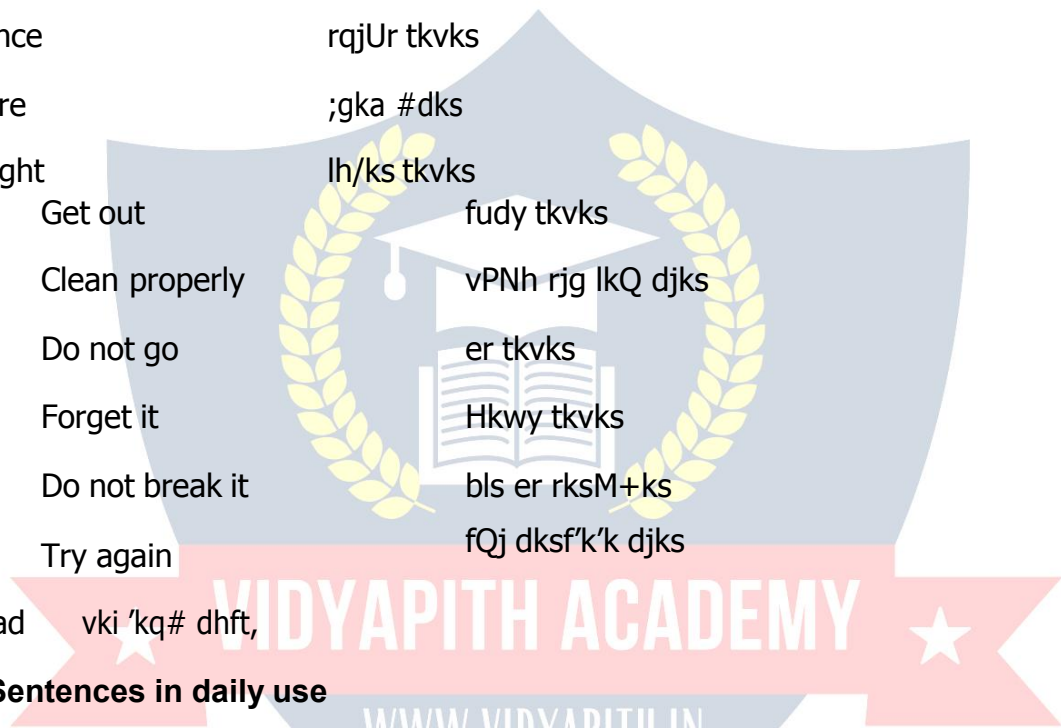 nce rqjUr tkvks
re ;gka #dks
ght lh/ks tkvks
Get out fudy tkvks
Clean properly vPNh rjg lkQ djks
Do not go er tkvks
Forget it Hkwy tkvks
Do not break it bls er rksM+ks
Try again fQj dksf'k'k djks
ad vki 'kq# dhft,
VIDYAPITH ACADEMY
Sentences in daily use
WWW.VIDYAPITH.IN